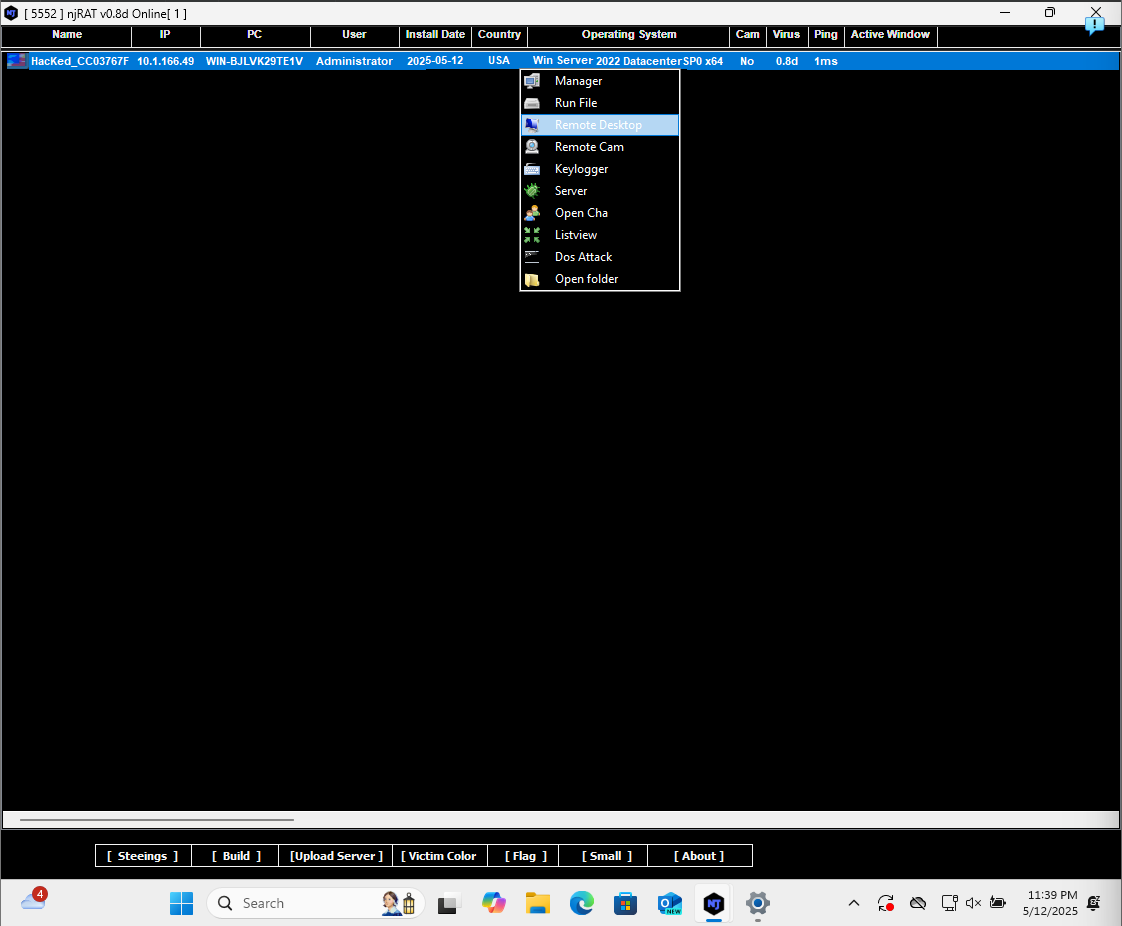 [ 5552 ] njRAT v0.8d Online[ 1 ]
Name IP PC User Install Date Country Operating System Cam Virus Ping Active Window
HacKed_CC03767F 10.1.166.49 WIN-BJLVK29TE1V Administrator 2025-05-12 USA Win Server 2022 Datacenter SP0 x64 No 0.8d 1ms
Manager
Run File
Remote Desktop
Remote Cam
Keylogger
Server
Open Cha
Listview
Dos Attack
Open folder
[ Steeings ] [ Build ] [Upload Server ] [ Victim Color [ Flag ] [ Small ] [ About ]
4
Search
NEW
11:39 PM
5/12/2025